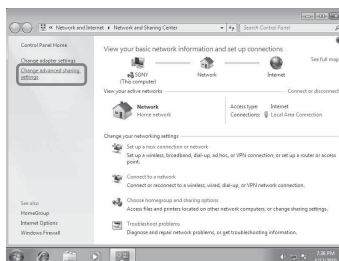 « Network and Internet ▸ Network and Sharing Center
Search Control Panel
Control Panel Home
Change adapter settings
Change advanced sharing
settings
View your basic network information and set up connections
See full map
SONY
(This computer)
Network
Internet
View your active networks
Connect or disconnect
Network
Home network
Access type: Internet
Connections: Local Area Connection
Change your networking settings
Set up a new connection or network
Set up a wireless, broadband, dial-up, ad hoc, or VPN connection; or set up a router or access
point.
Connect to a network
Connect or reconnect to a wireless, wired, dial-up, or VPN network connection.
Choose homegroup and sharing options
Access files and printers located on other network computers, or change sharing settings.
Troubleshoot problems
Diagnose and repair network problems, or get troubleshooting information.
See also
HomeGroup
Internet Options
Windows Firewall
7:36 PM